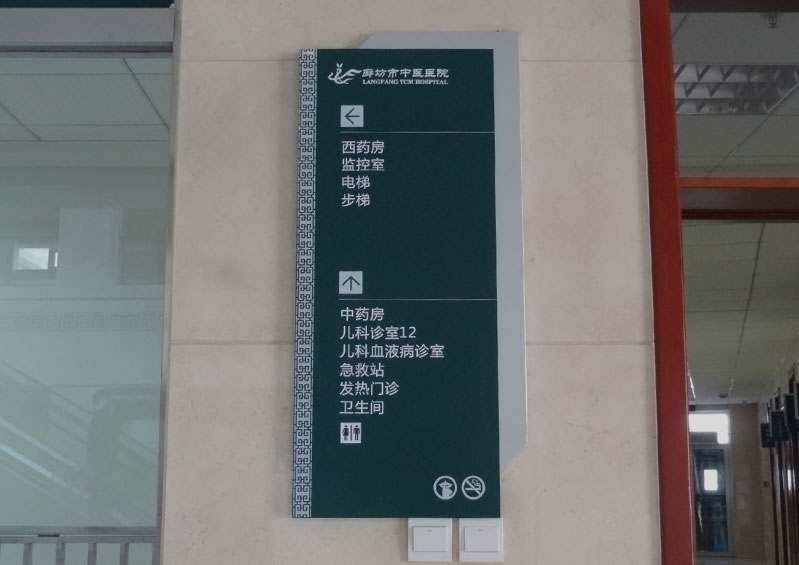 廊坊市中医医院
LANGFANG TCM HOSPITAL
西药房
监控室
电梯
步梯
中药房
儿科诊室12
儿科血液病诊室
急救站
发热门诊
卫生间